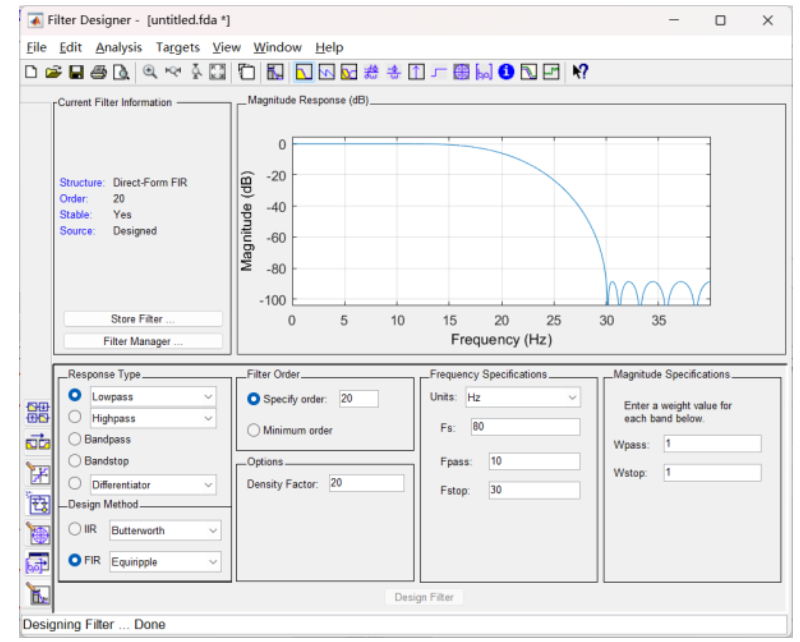 Filter Designer - [untitled.fda *]
File Edit Analysis Targets View Window Help
Current Filter Information
Structure: Direct-Form FIR
Order: 20
Stable: Yes
Source: Designed
Store Filter ...
Filter Manager ...
Magnitude Response (dB)
Magnitude (dB)
0
-20
-40
-60
-80
-100
0 5 10 15 20 25 30 35
Frequency (Hz)
Response Type
Lowpass
Highpass
Bandpass
Bandstop
Differentiator
Design Method
IIR Butterworth
FIR Equiripple
Filter Order
Specify order: 20
Minimum order
Options
Density Factor: 20
Frequency Specifications
Units: Hz
Fs: 80
Fpass: 10
Fstop: 30
Magnitude Specifications
Enter a weight value for
each band below.
Wpass: 1
Wstop: 1
Design Filter
Designing Filter ... Done